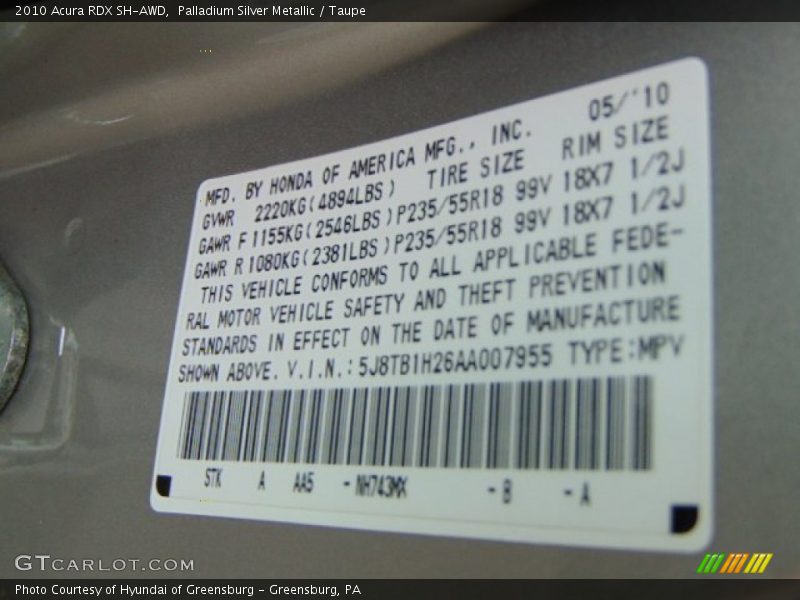 2010 Acura RDX SH-AWD,  Palladium Silver Metallic / Taupe
MFD. BY HONDA OF AMERICA MFG., INC. 05/'10
GVWR 2220KG(4894LBS) TIRE SIZE RIM SIZE
GAWR F 1155KG(2546LBS)P235/55R18 99V 18X7 1/2J
GAWR R 1080KG(2381LBS)P235/55R18 99V 18X7 1/2J
THIS VEHICLE CONFORMS TO ALL APPLICABLE FEDE-
RAL MOTOR VEHICLE SAFETY AND THEFT PREVENTION
STANDARDS IN EFFECT ON THE DATE OF MANUFACTURE
SHOWN ABOVE. V.I.N.:5J8TB1H26AA007955 TYPE:MPV
STK A AA5 -NH743MX -B -A
GTCARLOT.COM
Photo Courtesy of Hyundai of Greensburg - Greensburg, PA